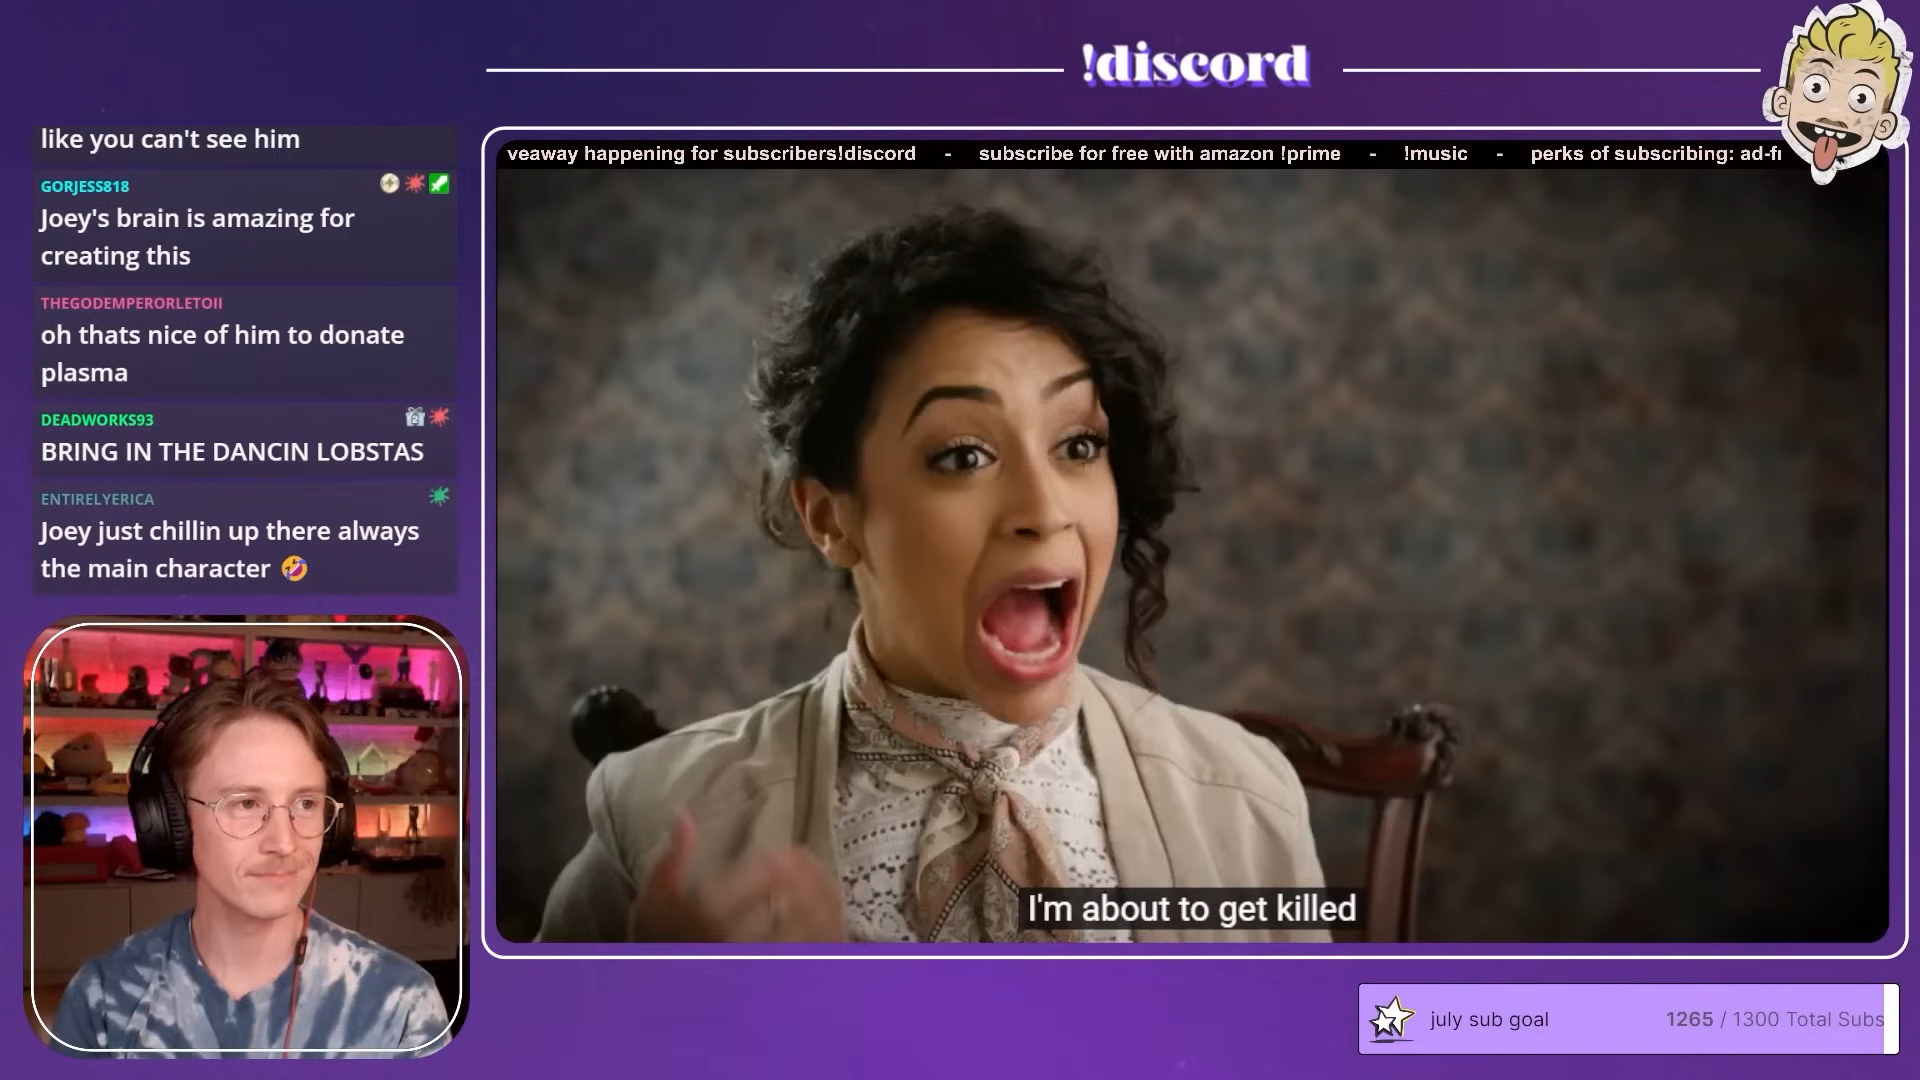 !discord
veaway happening for subscribers!discord - subscribe for free with amazon !prime - !music - perks of subscribing: ad-fr
like you can't see him
GORJESS818
Joey's brain is amazing for
creating this
THEGODEMPERORLETOII
oh thats nice of him to donate
plasma
DEADWORKS93
BRING IN THE DANCIN LOBSTAS
ENTIRELYERICA
Joey just chillin up there always
the main character 🤣
I'm about to get killed
july sub goal 1265 / 1300 Total Subs